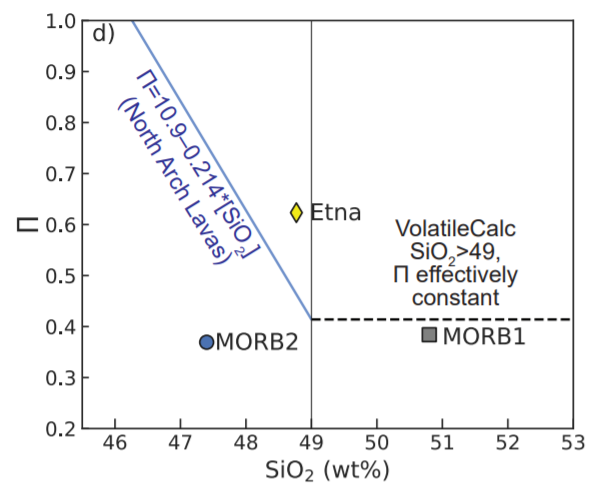 d)
1.0
0.9
0.8
0.7
0.6
0.5
0.4
0.3
0.2
Π
Π=10.9–0.214*[SiO₂]
(North Arch Lavas)
Etna
VolatileCalc
SiO₂>49,
Π effectively
constant
MORB2
MORB1
46 47 48 49 50 51 52 53
SiO₂ (wt%)